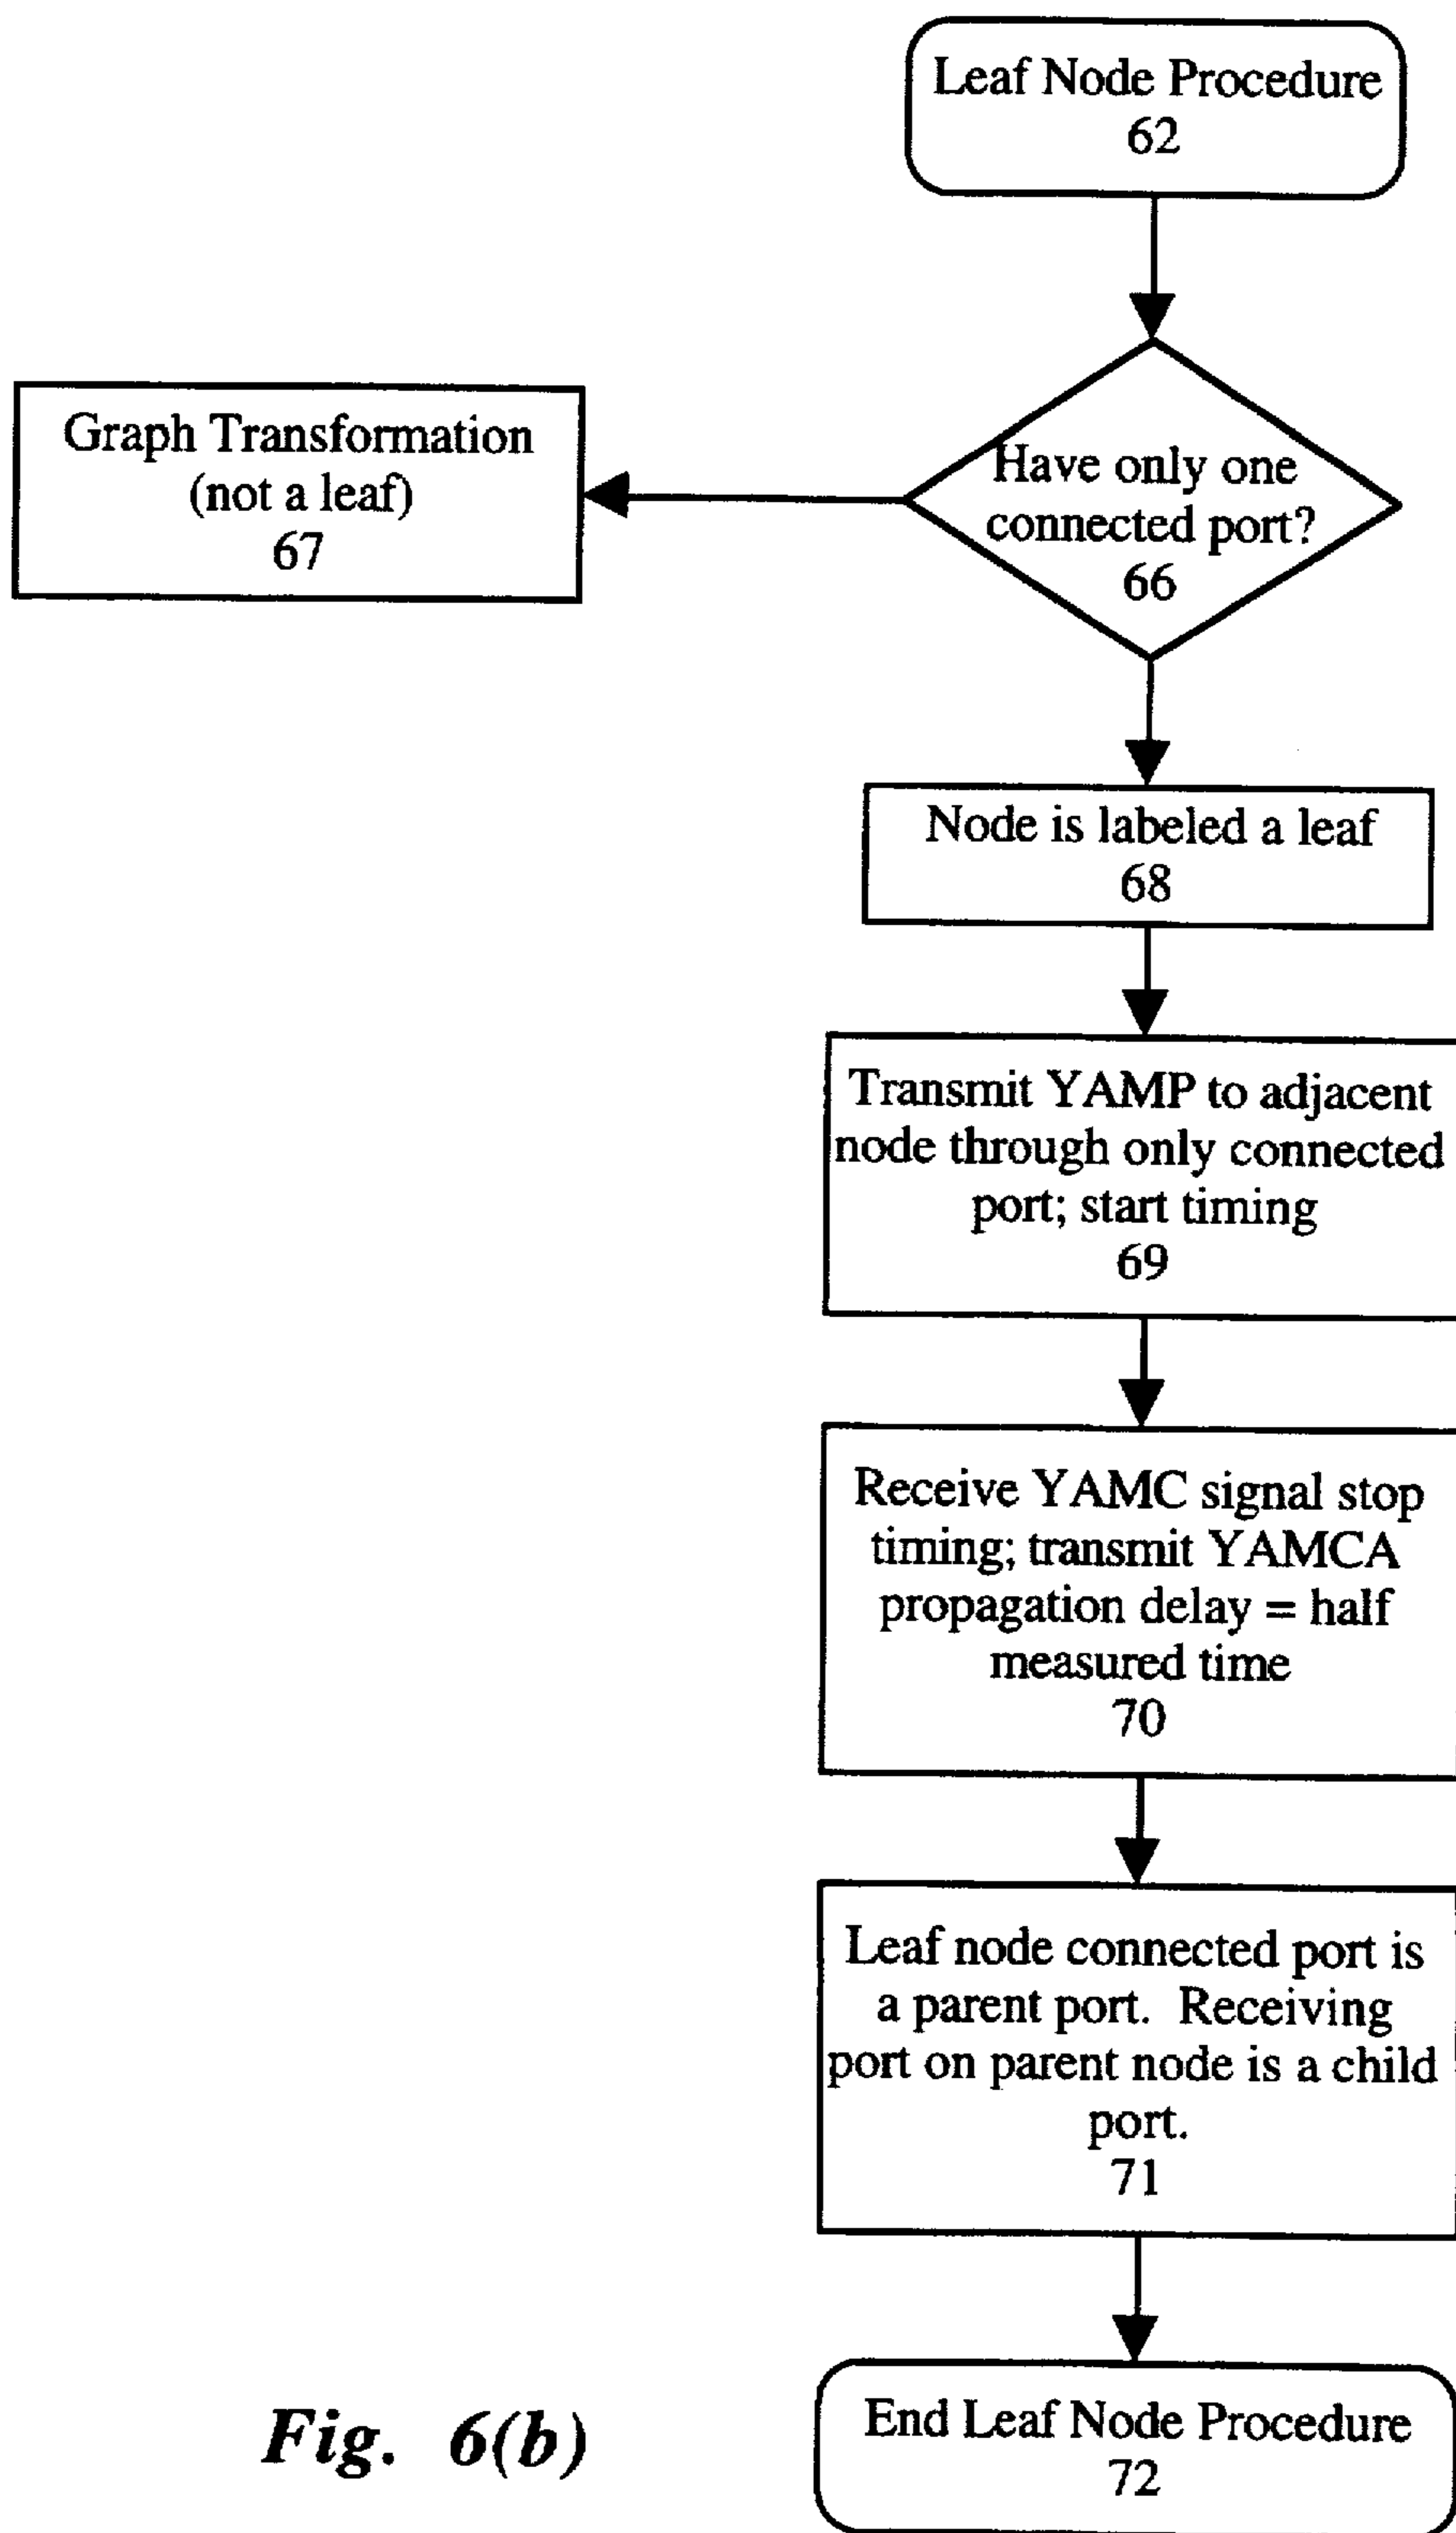 Leaf Node Procedure
62
Graph Transformation
(not a leaf)
67
Have only one
connected port?
66
Node is labeled a leaf
68
Transmit YAMP to adjacent
node through only connected
port; start timing
69
Receive YAMC signal stop
timing; transmit YAMCA
propagation delay = half
measured time
70
Leaf node connected port is
a parent port. Receiving
port on parent node is a child
port.
71
End Leaf Node Procedure
72
Fig. 6(b)